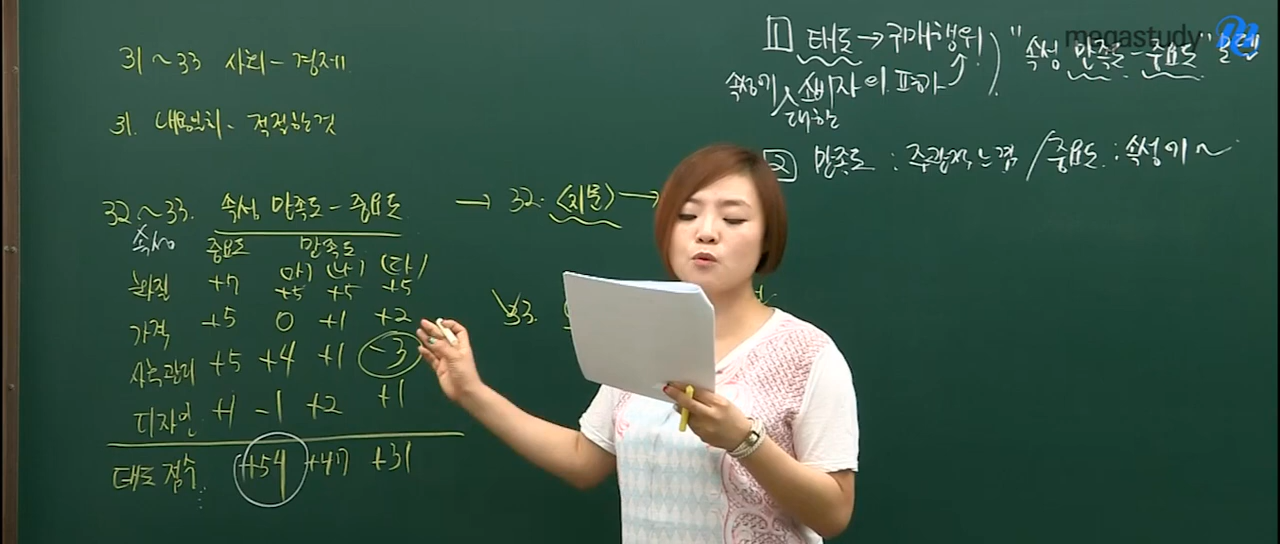 31~33 사회-경제
31. 내용일치- 적절한것
32~33. 속성 만족도-중요도 → 32. <지문> →
속성 중요도 만족도
(가) (나) (다)
화질 +7 +5 +5 +5
가격 +5 0 +1 +2
사후관리 +5 +4 +1 -3
디자인 +1 -1 +2 +1
태도 점수 +54 +47 +31
33.
megastudy
1 태도→구매행위 "속성 만족도-중요도" 모델
속성에 대한 소비자의 평가
2 만족도 : 주관적느낌 / 중요도 : 속성이~